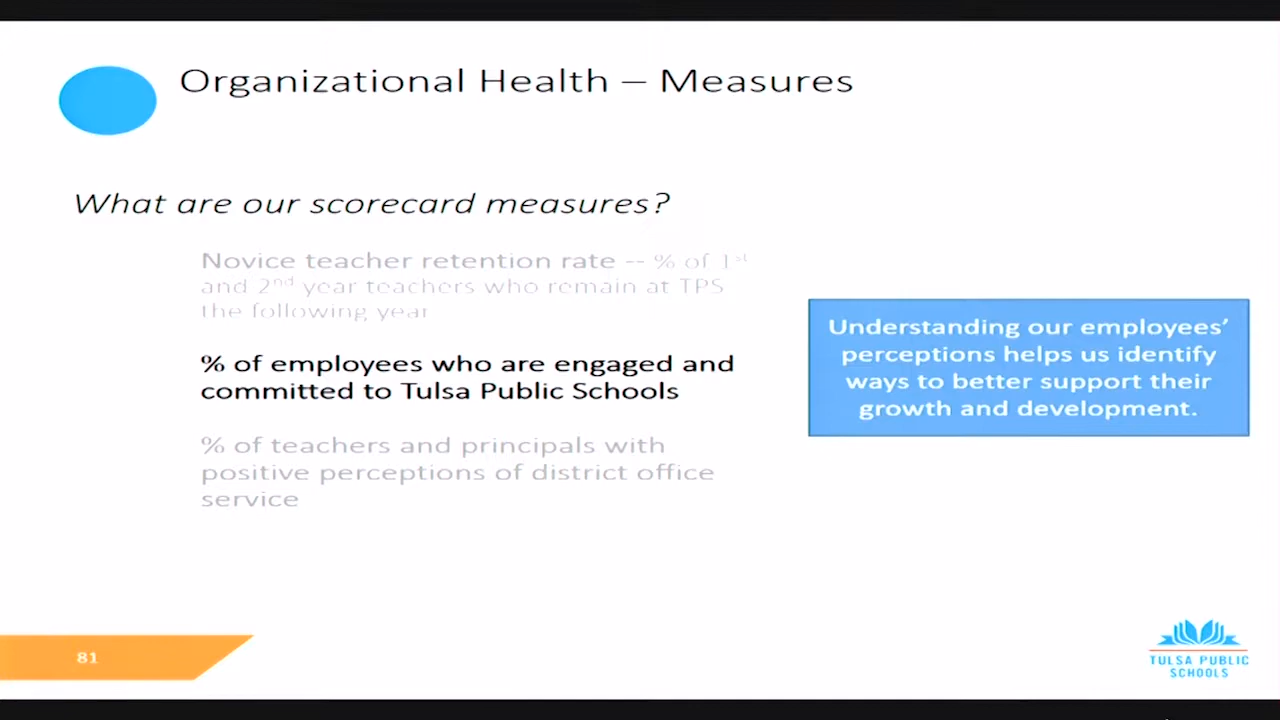 Organizational Health – Measures
What are our scorecard measures?
Novice teacher retention rate -- % of 1st
and 2nd year teachers who remain at TPS
the following year
% of employees who are engaged and
committed to Tulsa Public Schools
% of teachers and principals with
positive perceptions of district office
service
Understanding our employees’
perceptions helps us identify
ways to better support their
growth and development.
81
TULSA PUBLIC
SCHOOLS